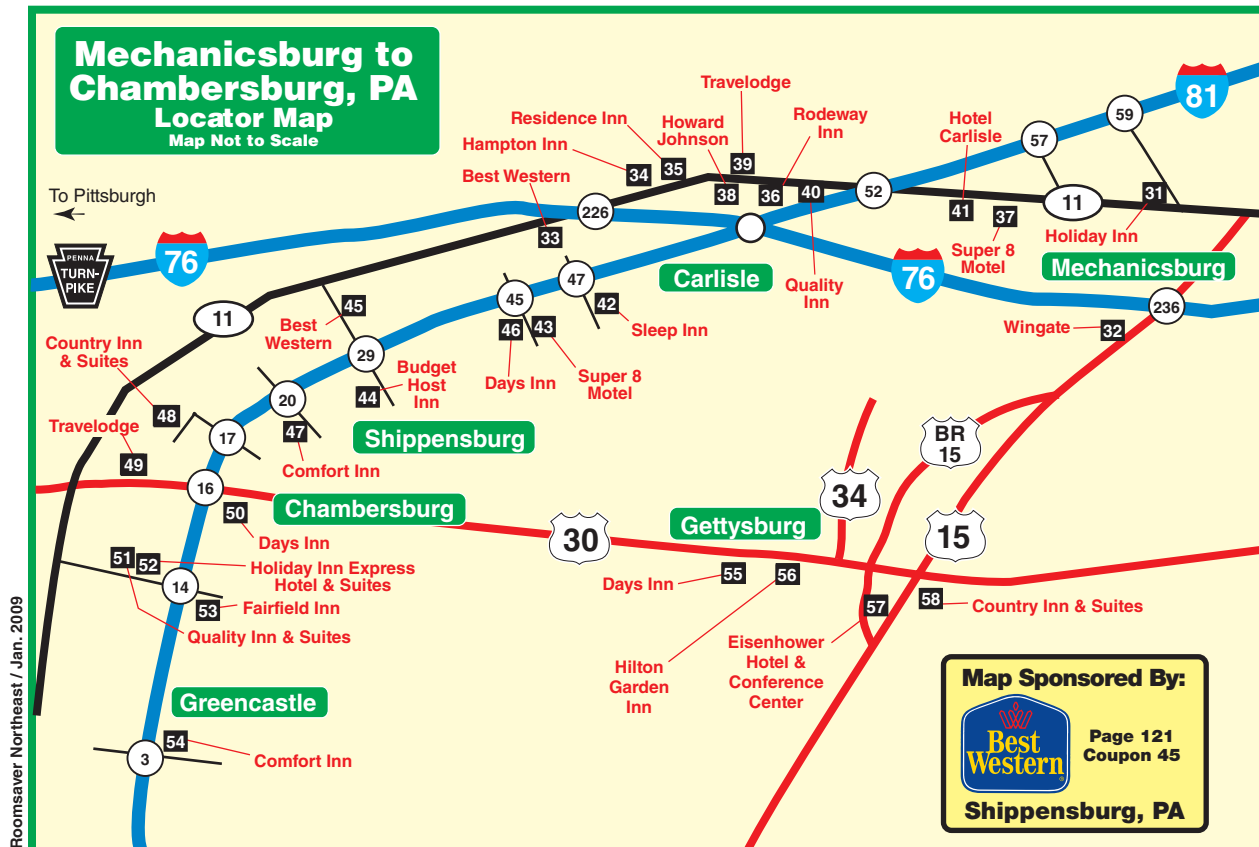 Mechanicsburg to
Chambersburg, PA
Locator Map
Map Not to Scale
To Pittsburgh
PENNA
TURN-
PIKE
76
11
Travelodge
39
Residence Inn
35
Howard
Johnson
38
Rodeway
Inn
36
Hampton Inn
34
Best Western
33
226
40
Quality
Inn
52
Hotel
Carlisle
41
37
Super 8
Motel
57
59
81
11
31
Holiday Inn
Mechanicsburg
Carlisle
76
236
Wingate
32
47
42
Sleep Inn
45
46
Days Inn
43
Super 8
Motel
45
Best
Western
29
Budget
Host
Inn
44
Country Inn
& Suites
48
20
47
Comfort Inn
Shippensburg
17
Travelodge
49
16
50
Days Inn
Chambersburg
30
Gettysburg
34
BR
15
15
51
52
Holiday Inn Express
Hotel & Suites
14
53
Fairfield Inn
Quality Inn & Suites
Days Inn
55
56
Hilton
Garden
Inn
57
Eisenhower
Hotel &
Conference
Center
58
Country Inn & Suites
Greencastle
54
3
Comfort Inn
Map Sponsored By:
Best
Western
®
Page 121
Coupon 45
Shippensburg, PA
Roomsaver Northeast / Jan. 2009